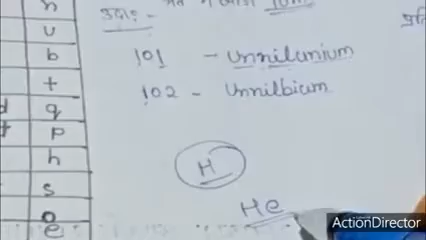 n
u
b
t
q
p
h
s
o
e
उदा०-
101 - Unnilunium
102 - Unnilbium
H
He
ActionDirector